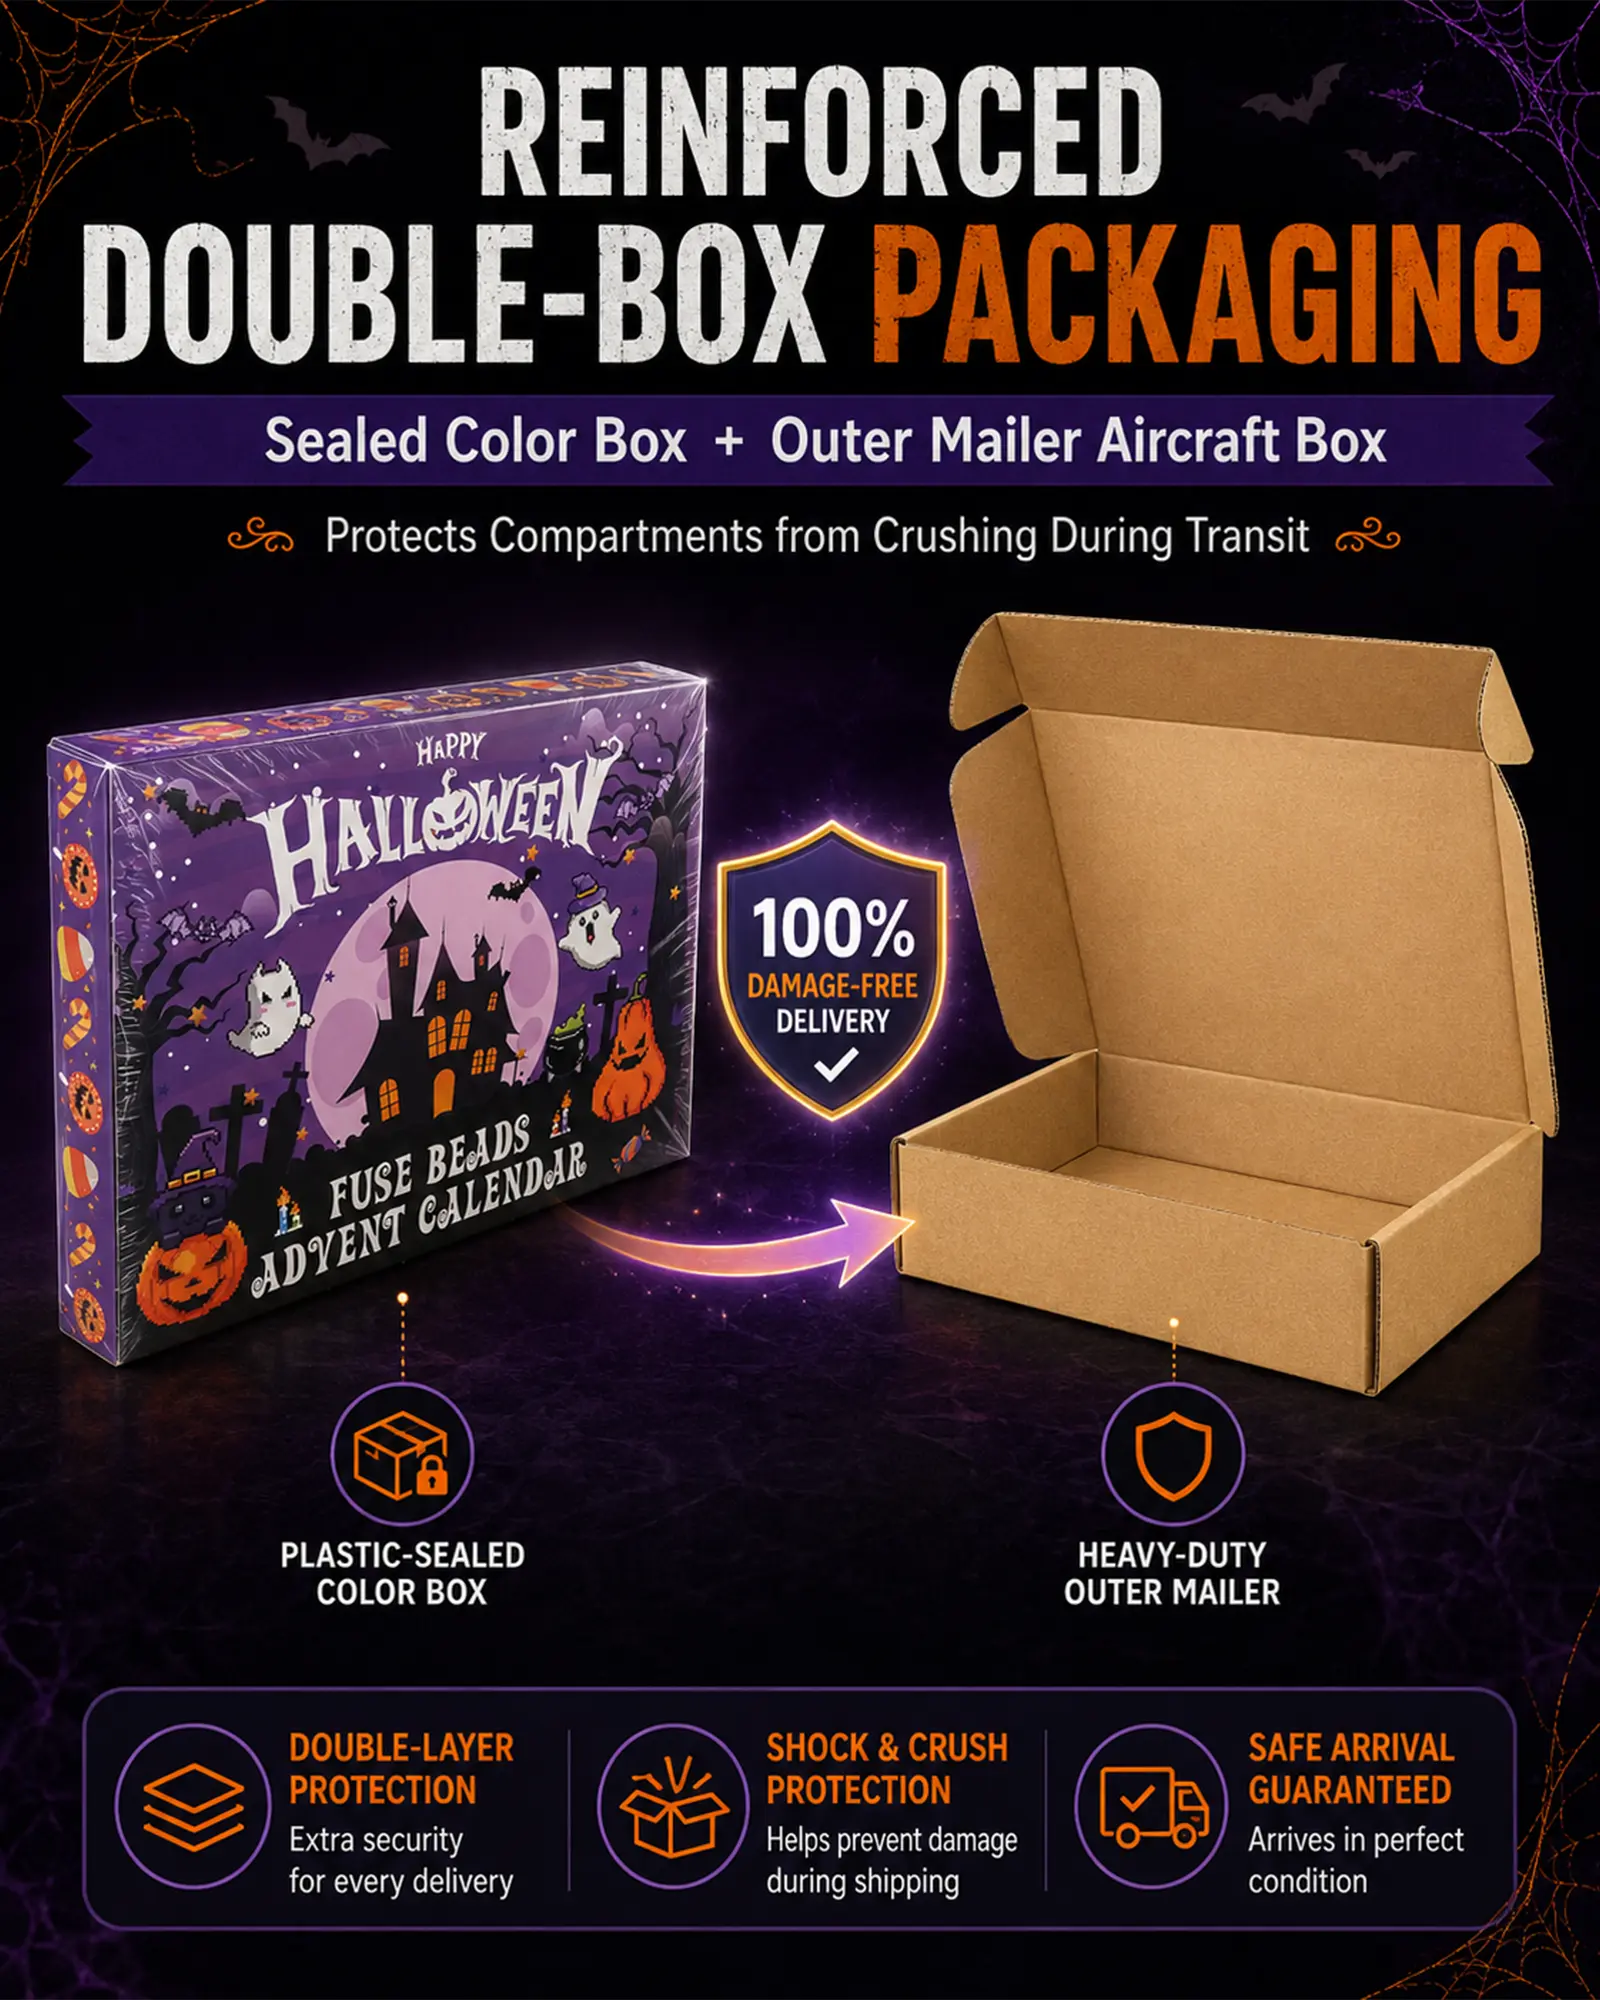 REINFORCED
DOUBLE-BOX PACKAGING
Sealed Color Box + Outer Mailer Aircraft Box
Protects Compartments from Crushing During Transit
HAPPY
HALLOWEEN
FUSE BEADS
ADVENT CALENDAR
100%
DAMAGE-FREE
DELIVERY
PLASTIC-SEALED
COLOR BOX
HEAVY-DUTY
OUTER MAILER
DOUBLE-LAYER
PROTECTION
Extra security
for every delivery
SHOCK & CRUSH
PROTECTION
Helps prevent damage
during shipping
SAFE ARRIVAL
GUARANTEED
Arrives in perfect
condition